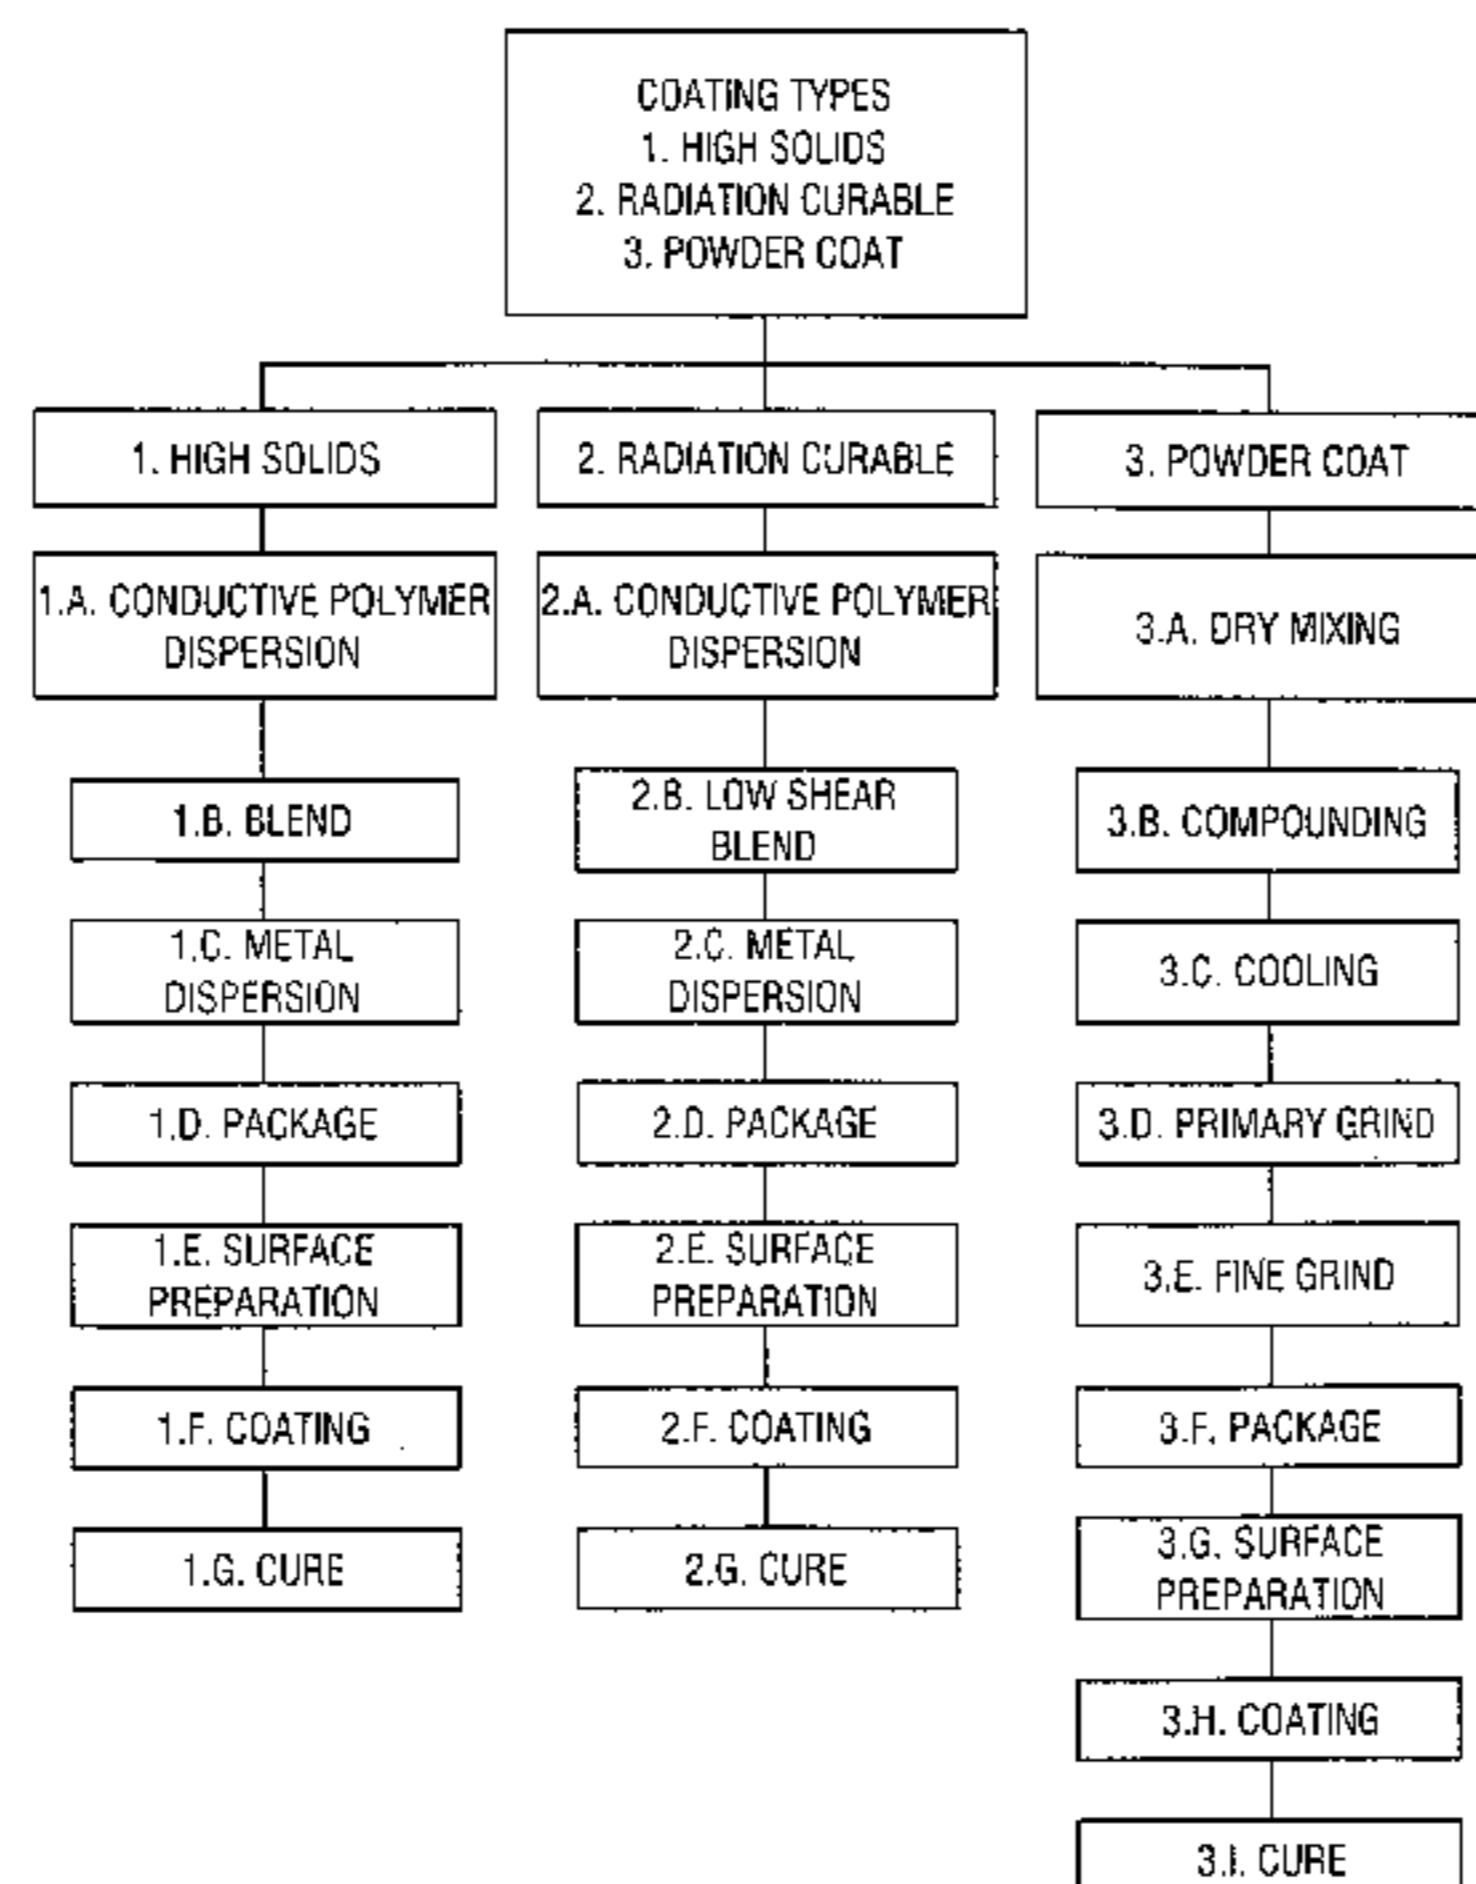 COATING TYPES
1. HIGH SOLIDS
2. RADIATION CURABLE
3. POWDER COAT
1. HIGH SOLIDS
1.A. CONDUCTIVE POLYMER
DISPERSION
1.B. BLEND
1.C. METAL
DISPERSION
1.D. PACKAGE
1.E. SURFACE
PREPARATION
1.F. COATING
1.G. CURE
2. RADIATION CURABLE
2.A. CONDUCTIVE POLYMER
DISPERSION
2.B. LOW SHEAR
BLEND
2.C. METAL
DISPERSION
2.D. PACKAGE
2.E. SURFACE
PREPARATION
2.F. COATING
2.G. CURE
3. POWDER COAT
3.A. DRY MIXING
3.B. COMPOUNDING
3.C. COOLING
3.D. PRIMARY GRIND
3.E. FINE GRIND
3.F. PACKAGE
3.G. SURFACE
PREPARATION
3.H. COATING
3.I. CURE